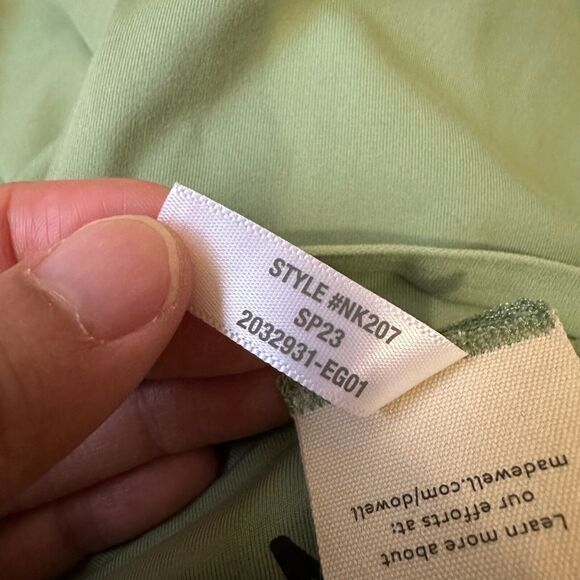 STYLE #NK207
SP23
2032931-EG01
Learn more about
our efforts at:
madewell.com/dowell